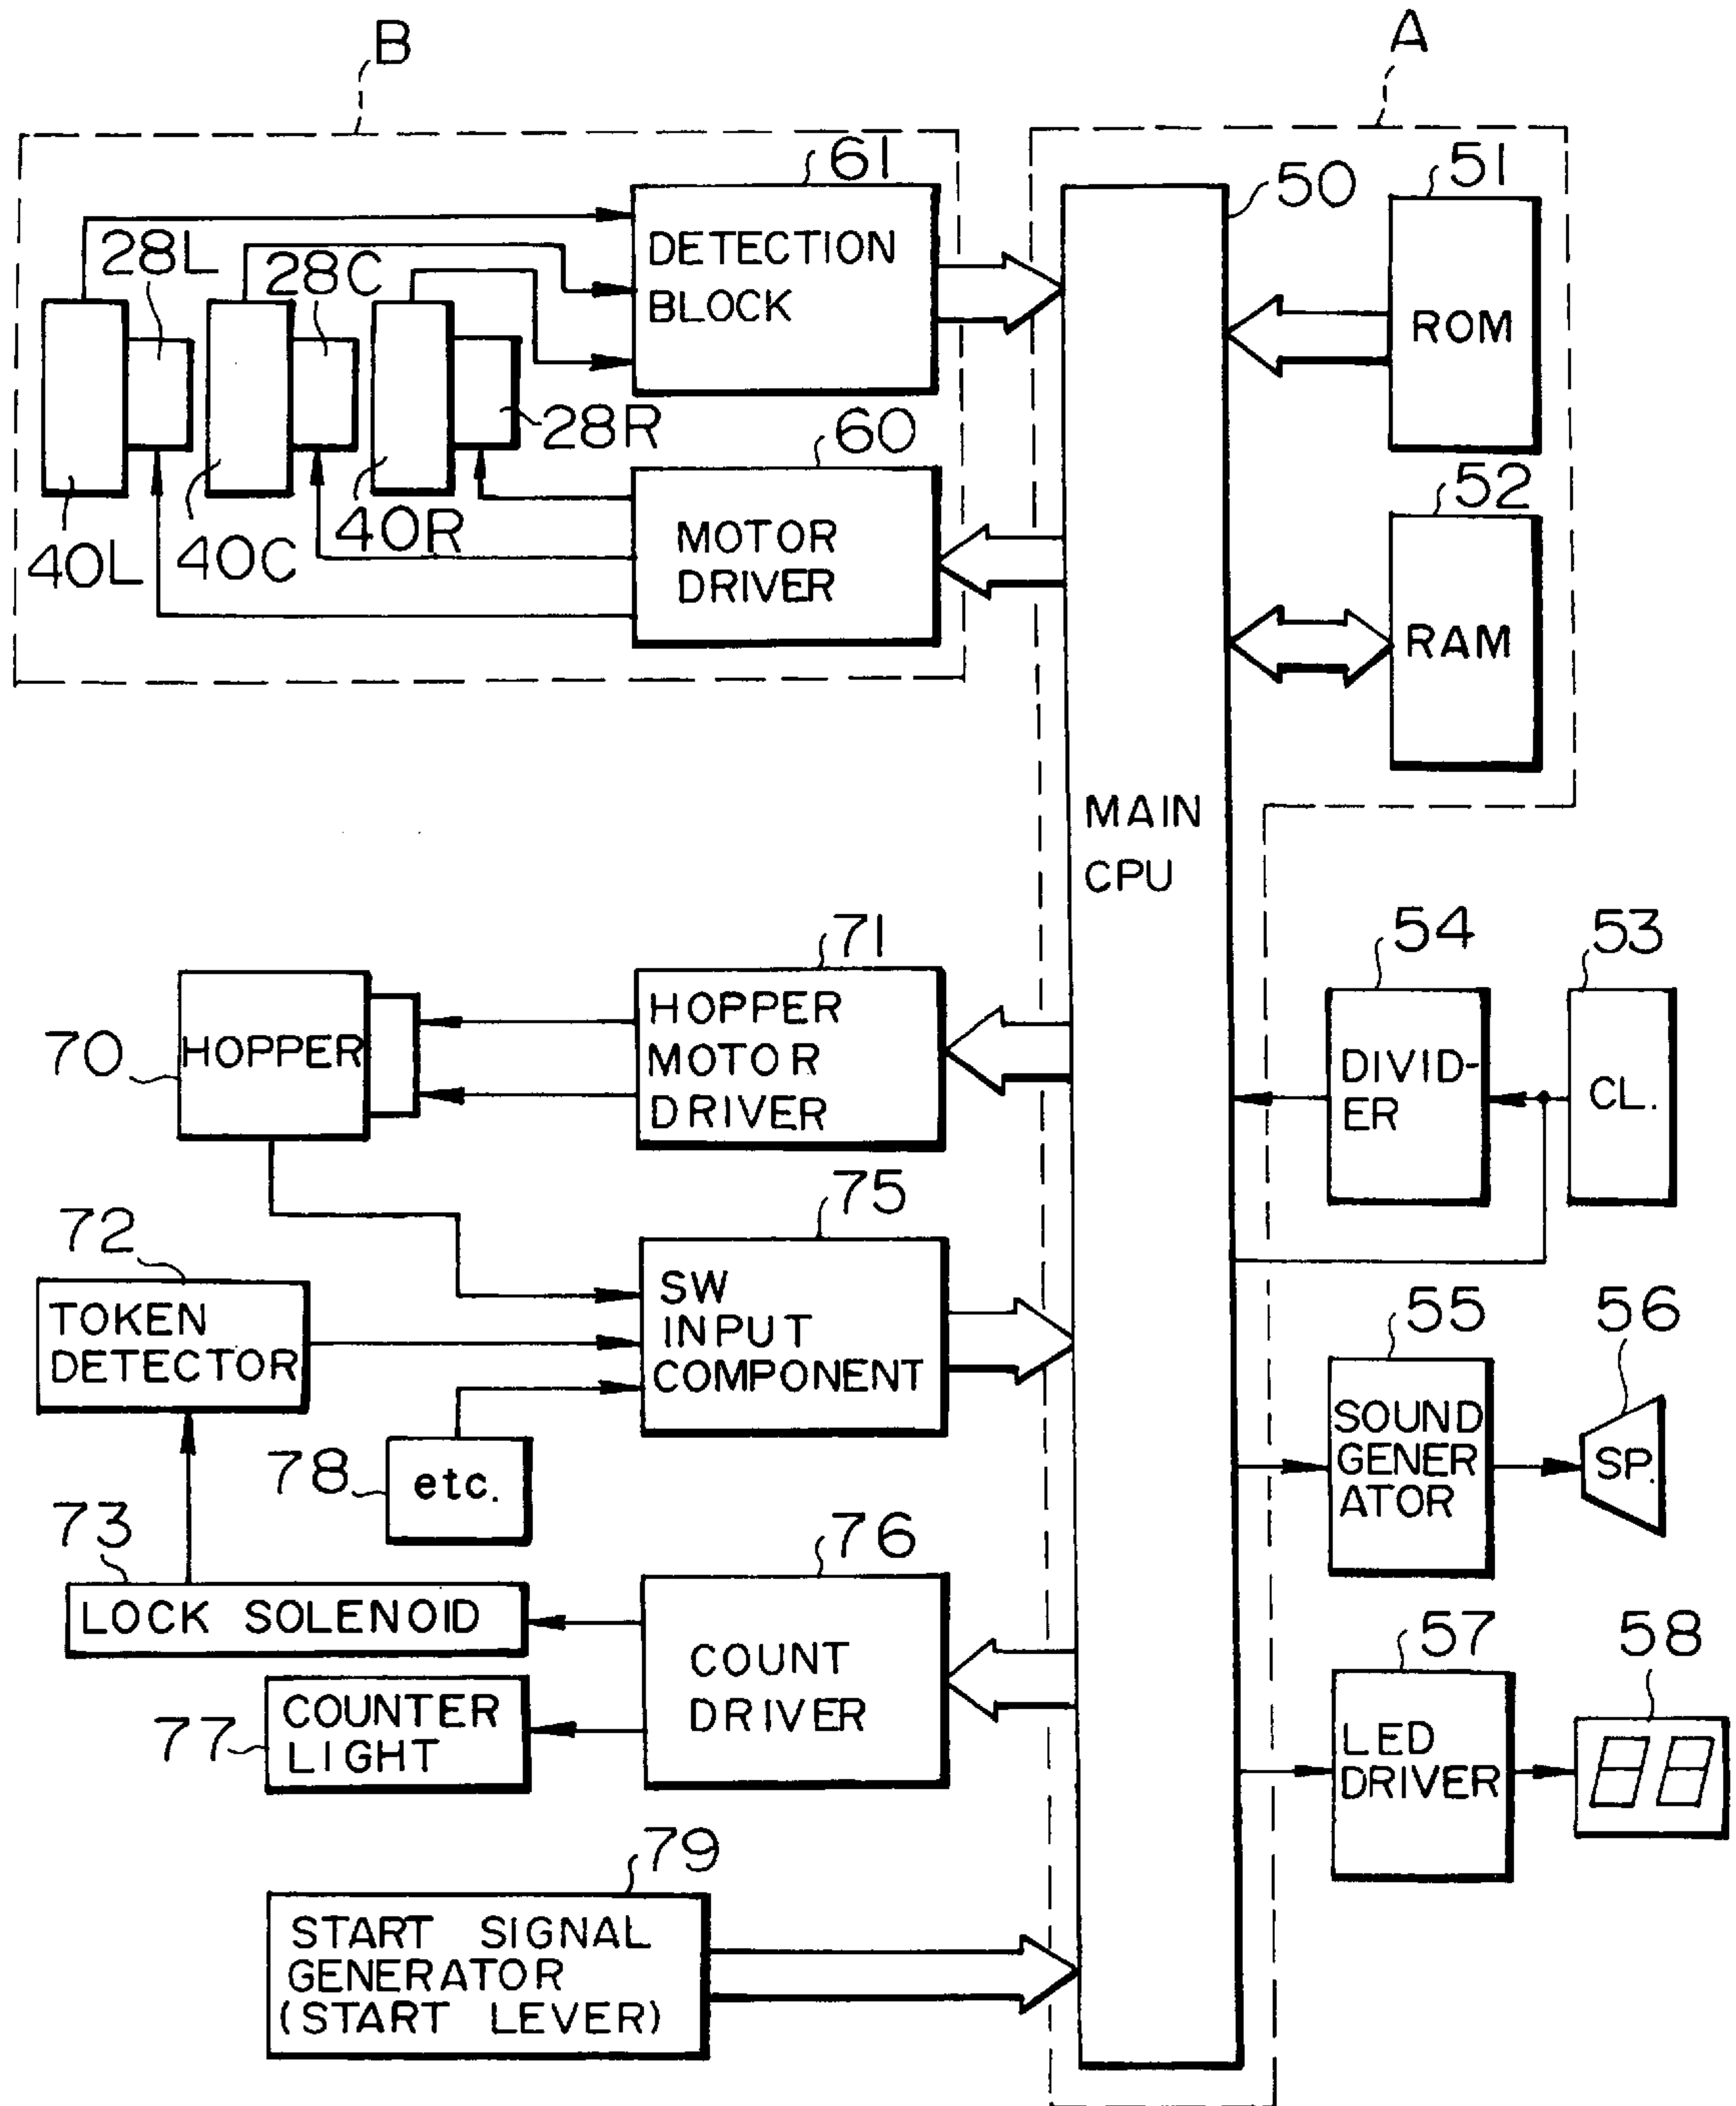 B
A
61
50
51
28L
28C
DETECTION
BLOCK
ROM
28R
60
52
40L
40C
40R
MOTOR
DRIVER
RAM
MAIN
CPU
71
54
53
70
HOPPER
HOPPER
MOTOR
DRIVER
DIVID-
ER
CL.
72
75
TOKEN
DETECTOR
SW
INPUT
COMPONENT
55
56
78
etc.
SOUND
GENER
ATOR
SP.
73
76
LOCK SOLENOID
COUNT
DRIVER
57
58
77
COUNTER
LIGHT
LED
DRIVER
88
79
START SIGNAL
GENERATOR
(START LEVER)